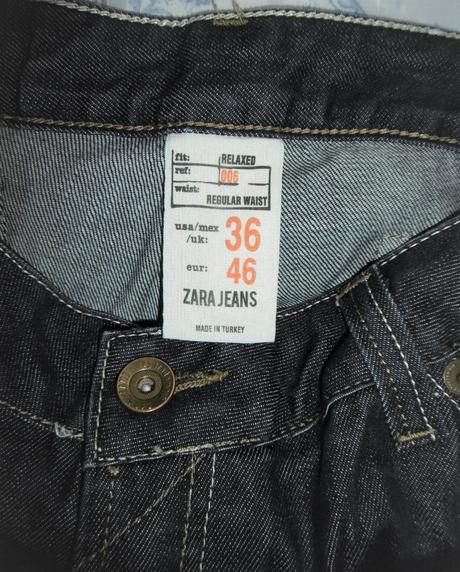 fit: RELAXED
ref: 006
waist: REGULAR WAIST
usa/mex
/uk: 36
eur: 46
ZARA JEANS
MADE IN TURKEY